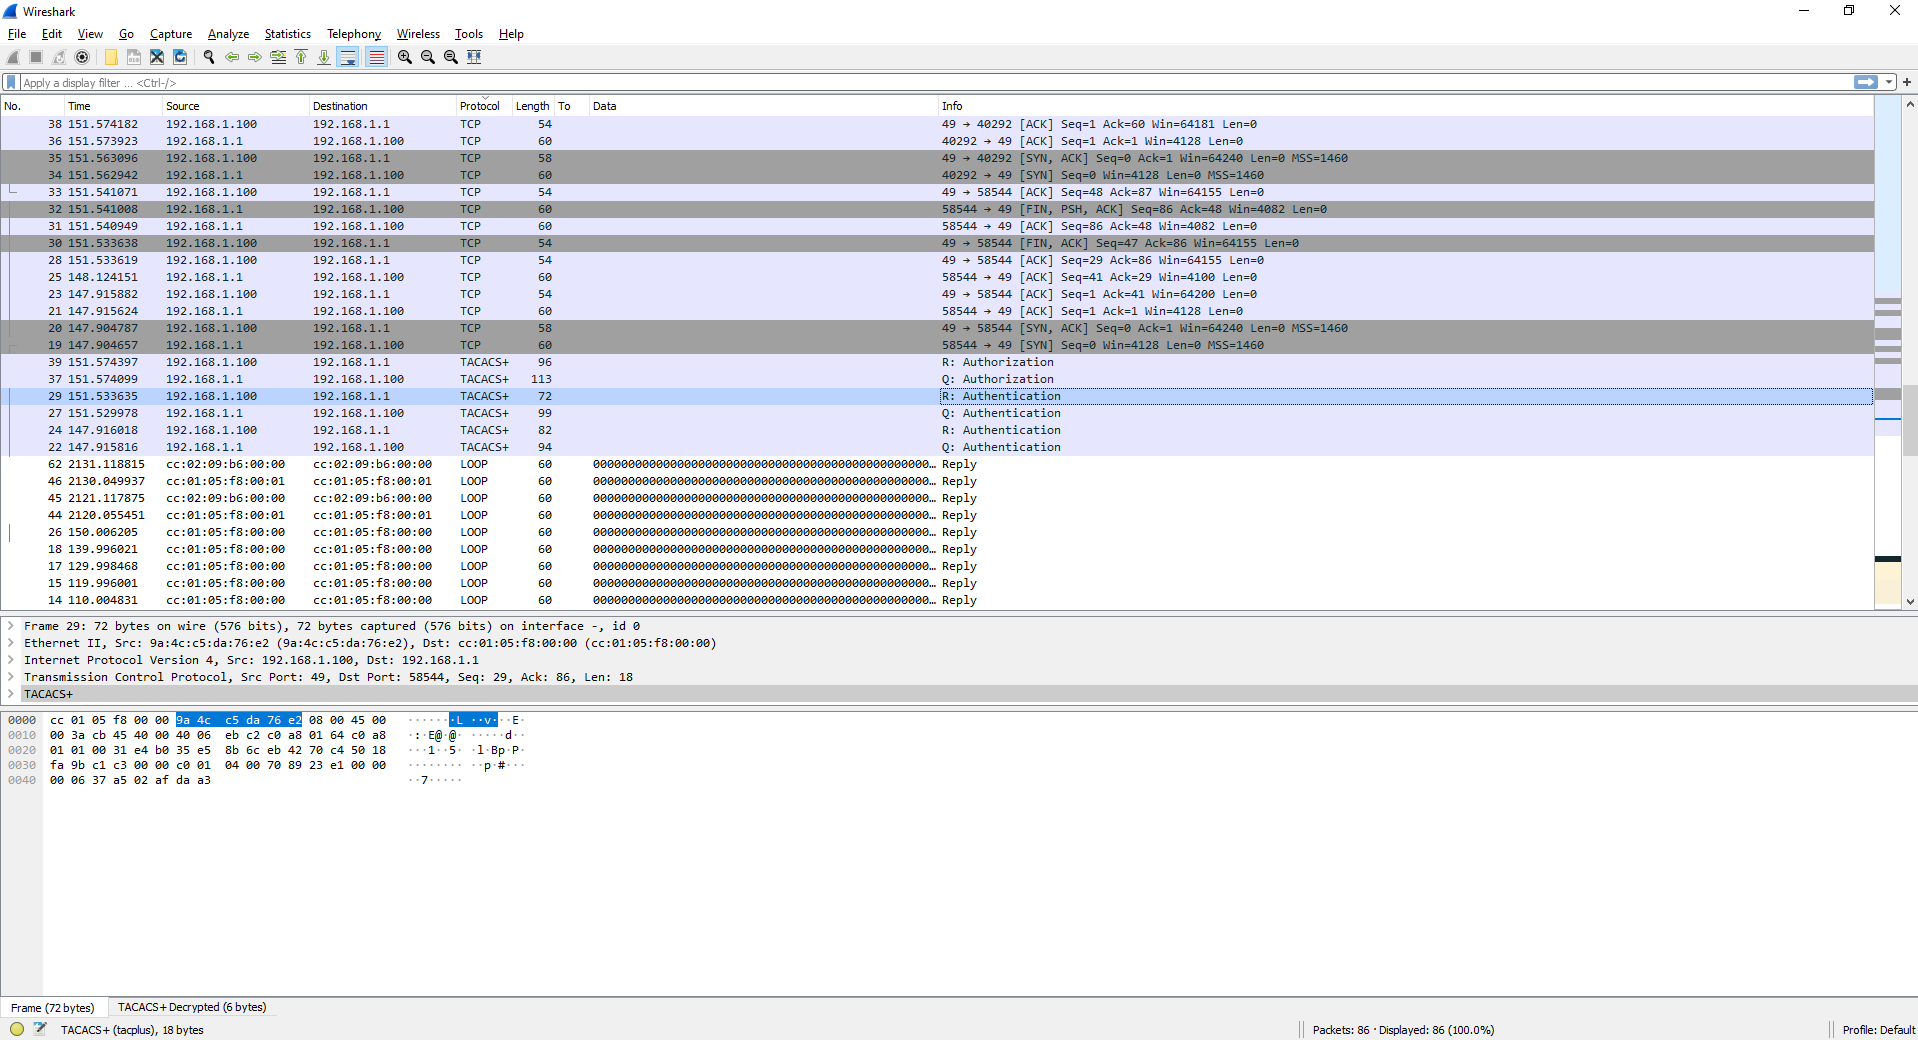 Wireshark
File Edit View Go Capture Analyze Statistics Telephony Wireless Tools Help
Apply a display filter ... <Ctrl-/>
No. Time Source Destination Protocol Length To Data Info
38 151.574182 192.168.1.100 192.168.1.1 TCP 54 49 → 40292 [ACK] Seq=1 Ack=60 Win=64181 Len=0
36 151.573923 192.168.1.1 192.168.1.100 TCP 60 40292 → 49 [ACK] Seq=1 Ack=1 Win=4128 Len=0
35 151.563096 192.168.1.100 192.168.1.1 TCP 58 49 → 40292 [SYN, ACK] Seq=0 Ack=1 Win=64240 Len=0 MSS=1460
34 151.562942 192.168.1.1 192.168.1.100 TCP 60 40292 → 49 [SYN] Seq=0 Win=4128 Len=0 MSS=1460
33 151.541071 192.168.1.100 192.168.1.1 TCP 54 49 → 58544 [ACK] Seq=48 Ack=87 Win=64155 Len=0
32 151.541008 192.168.1.1 192.168.1.100 TCP 60 58544 → 49 [FIN, PSH, ACK] Seq=86 Ack=48 Win=4082 Len=0
31 151.540949 192.168.1.1 192.168.1.100 TCP 60 58544 → 49 [ACK] Seq=86 Ack=48 Win=4082 Len=0
30 151.533638 192.168.1.100 192.168.1.1 TCP 54 49 → 58544 [FIN, ACK] Seq=47 Ack=86 Win=64155 Len=0
28 151.533619 192.168.1.100 192.168.1.1 TCP 54 49 → 58544 [ACK] Seq=29 Ack=86 Win=64155 Len=0
25 148.124151 192.168.1.1 192.168.1.100 TCP 60 58544 → 49 [ACK] Seq=41 Ack=29 Win=4100 Len=0
23 147.915882 192.168.1.100 192.168.1.1 TCP 54 49 → 58544 [ACK] Seq=1 Ack=41 Win=64200 Len=0
21 147.915624 192.168.1.1 192.168.1.100 TCP 60 58544 → 49 [ACK] Seq=1 Ack=1 Win=4128 Len=0
20 147.904787 192.168.1.100 192.168.1.1 TCP 58 49 → 58544 [SYN, ACK] Seq=0 Ack=1 Win=64240 Len=0 MSS=1460
19 147.904657 192.168.1.1 192.168.1.100 TCP 60 58544 → 49 [SYN] Seq=0 Win=4128 Len=0 MSS=1460
39 151.574397 192.168.1.100 192.168.1.1 TACACS+ 96 R: Authorization
37 151.574099 192.168.1.1 192.168.1.100 TACACS+ 113 Q: Authorization
29 151.533635 192.168.1.100 192.168.1.1 TACACS+ 72 R: Authentication
27 151.529978 192.168.1.1 192.168.1.100 TACACS+ 99 Q: Authentication
24 147.916018 192.168.1.100 192.168.1.1 TACACS+ 82 R: Authentication
22 147.915816 192.168.1.1 192.168.1.100 TACACS+ 94 Q: Authentication
62 2131.118815 cc:02:09:b6:00:00 cc:02:09:b6:00:00 LOOP 60 000000000000000000000000000000000000000000000000… Reply
46 2130.049937 cc:01:05:f8:00:01 cc:01:05:f8:00:01 LOOP 60 000000000000000000000000000000000000000000000000… Reply
45 2121.117875 cc:02:09:b6:00:00 cc:02:09:b6:00:00 LOOP 60 000000000000000000000000000000000000000000000000… Reply
44 2120.055451 cc:01:05:f8:00:01 cc:01:05:f8:00:01 LOOP 60 000000000000000000000000000000000000000000000000… Reply
26 150.006205 cc:01:05:f8:00:00 cc:01:05:f8:00:00 LOOP 60 000000000000000000000000000000000000000000000000… Reply
18 139.996021 cc:01:05:f8:00:00 cc:01:05:f8:00:00 LOOP 60 000000000000000000000000000000000000000000000000… Reply
17 129.998468 cc:01:05:f8:00:00 cc:01:05:f8:00:00 LOOP 60 000000000000000000000000000000000000000000000000… Reply
15 119.996001 cc:01:05:f8:00:00 cc:01:05:f8:00:00 LOOP 60 000000000000000000000000000000000000000000000000… Reply
14 110.004831 cc:01:05:f8:00:00 cc:01:05:f8:00:00 LOOP 60 000000000000000000000000000000000000000000000000… Reply
Frame 29: 72 bytes on wire (576 bits), 72 bytes captured (576 bits) on interface -, id 0
Ethernet II, Src: 9a:4c:c5:da:76:e2 (9a:4c:c5:da:76:e2), Dst: cc:01:05:f8:00:00 (cc:01:05:f8:00:00)
Internet Protocol Version 4, Src: 192.168.1.100, Dst: 192.168.1.1
Transmission Control Protocol, Src Port: 49, Dst Port: 58544, Seq: 29, Ack: 86, Len: 18
TACACS+
0000 cc 01 05 f8 00 00 9a 4c c5 da 76 e2 08 00 45 00 ·······L ··v···E·
0010 00 3a cb 45 40 00 40 06 eb c2 c0 a8 01 64 c0 a8 ·:·E@·@· ·····d··
0020 01 01 00 31 e4 b0 35 e5 8b 6c eb 42 70 c4 50 18 ···1··5· ·l·Bp·P·
0030 fa 9b c1 c3 00 00 c0 01 04 00 70 89 23 e1 00 00 ········ ··p·#···
0040 00 06 37 a5 02 af da a3 ··7·····
Frame (72 bytes) TACACS+ Decrypted (6 bytes)
TACACS+ (tacplus), 18 bytes Packets: 86 · Displayed: 86 (100.0%) Profile: Default